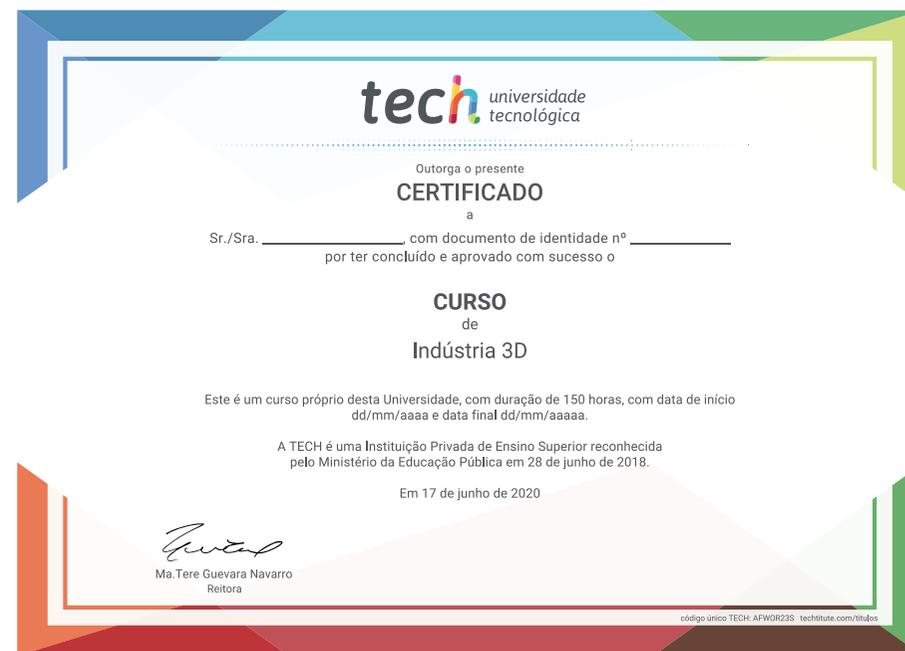 tech universidade
tecnológica
Outorga o presente
CERTIFICADO
a
Sr./Sra. ________________, com documento de identidade nº ____________
por ter concluído e aprovado com sucesso o
CURSO
de
Indústria 3D
Este é um curso próprio desta Universidade, com duração de 150 horas, com data de início
dd/mm/aaaa e data final dd/mm/aaaaa.
A TECH é uma Instituição Privada de Ensino Superior reconhecida
pelo Ministério da Educação Pública em 28 de junho de 2018.
Em 17 de junho de 2020
Ma.Tere Guevara Navarro
Reitora
código único TECH: AFWOR23S techtitute.com/titulos